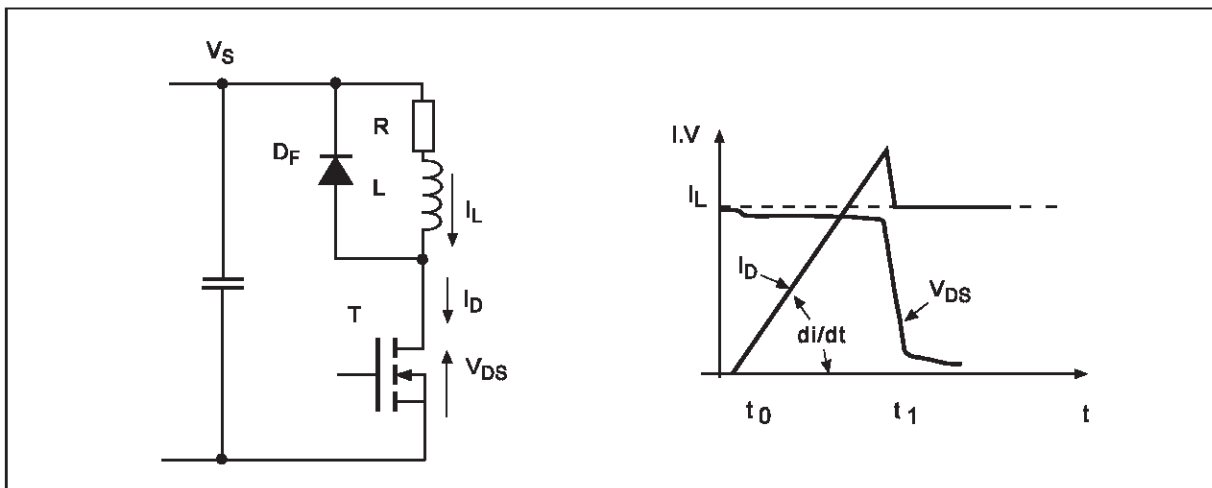 V_S
R
D_F
L
I_L
I_D
T
V_DS
I.V
I_L
I_D
di/dt
V_DS
t_0
t_1
t